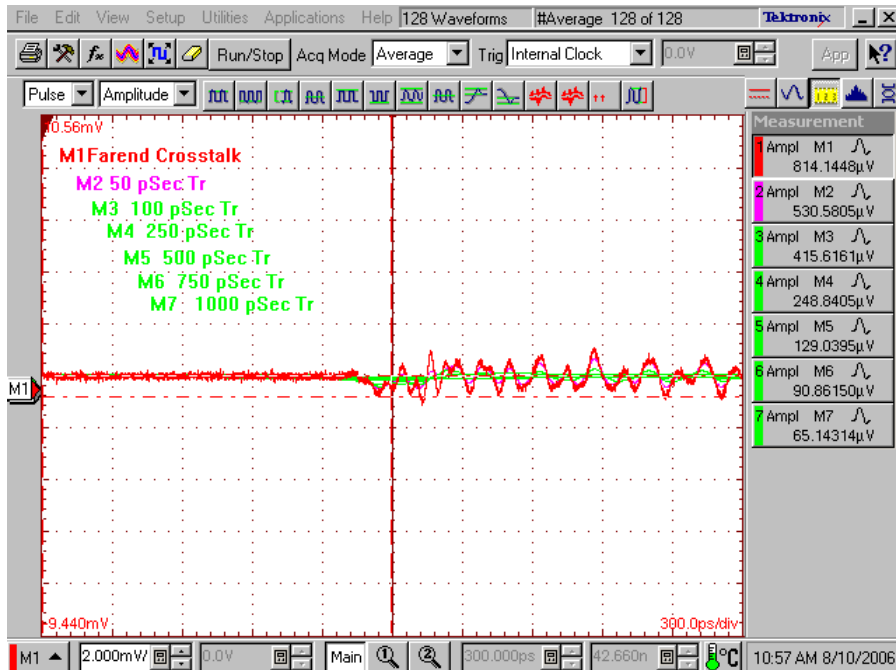 File Edit View Setup Utilities Applications Help 128 Waveforms #Average 128 of 128 Tektronix
Run/Stop Acq Mode Average Trig Internal Clock 0.0V App
Pulse Amplitude
Measurement
10.56mV
M1Farend Crosstalk
M2 50 pSec Tr
M3 100 pSec Tr
M4 250 pSec Tr
M5 500 pSec Tr
M6 750 pSec Tr
M7 1000 pSec Tr
1 Ampl M1
814.1448µV
2 Ampl M2
530.5805µV
3 Ampl M3
415.6161µV
4 Ampl M4
248.8405µV
5 Ampl M5
129.0395µV
6 Ampl M6
90.86150µV
7 Ampl M7
65.14314µV
M1
-9.440mV 300.0ps/div
M1 2.000mV/ 0.0V Main 1 2 300.000ps 42.660n °C 10:57 AM 8/10/2006